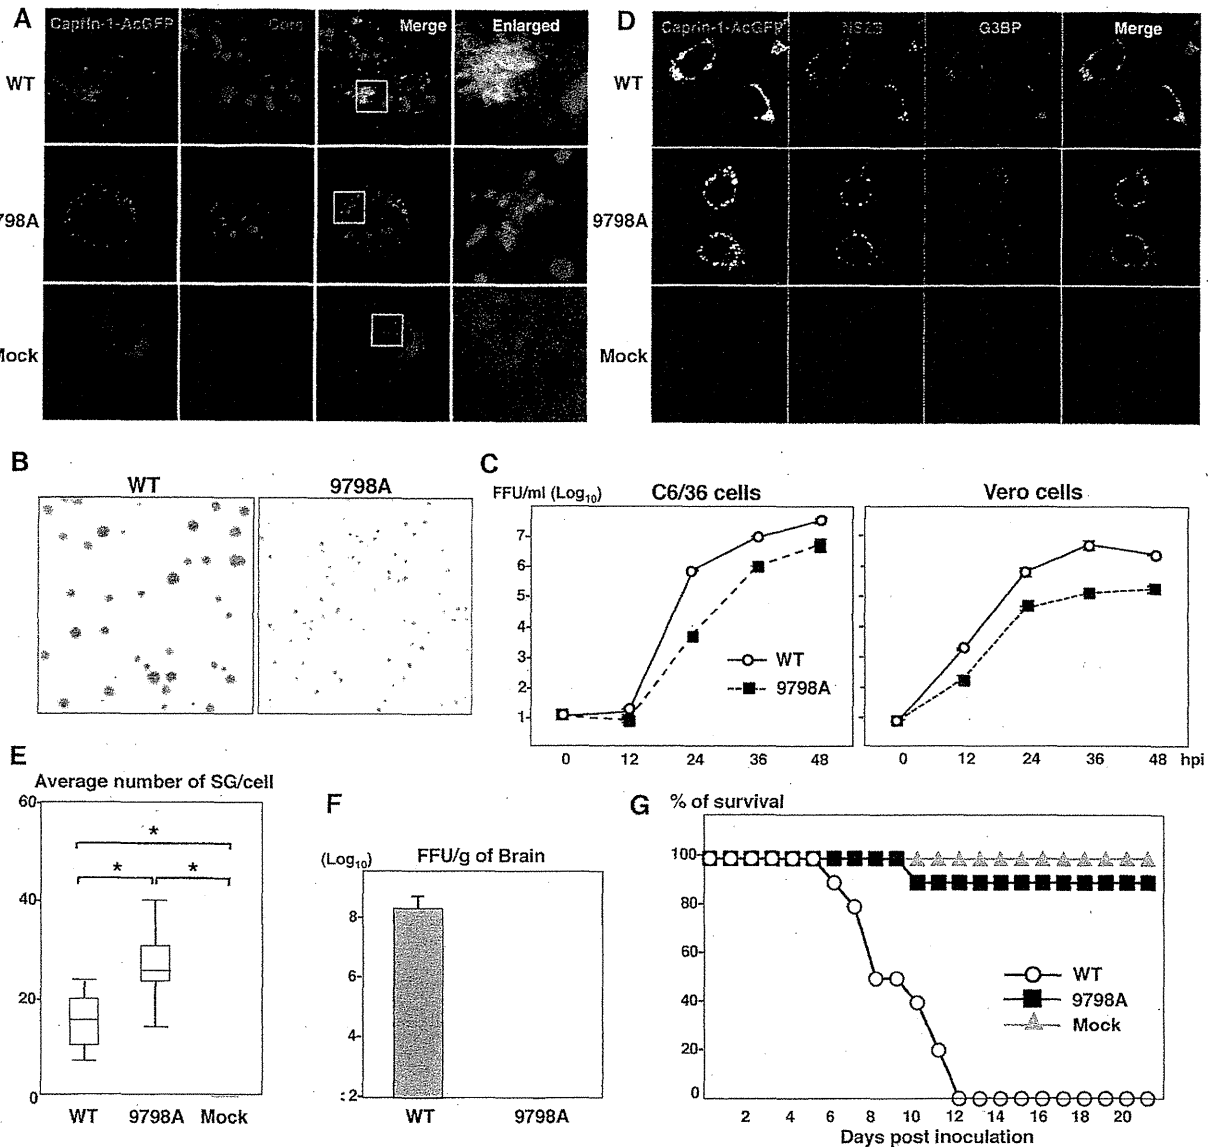 A
Caprin-1-AcGFP
Core
Merge
Enlarged
WT
798A
Mock
D
Caprin-1-AcGFP
G3BP
Merge
WT
9798A
Mock
B
WT
9798A
C
FFU/ml (Log10)
C6/36 cells
Vero cells
7
6
5
4
3
2
1
WT
9798A
0 12 24 36 48
0 12 24 36 48 hpi
E
Average number of SG/cell
60
40
20
0
* 
* *
WT 9798A Mock
F
(Log10)
FFU/g of Brain
8
6
4
2
WT 9798A
G
% of survival
100
80
60
40
20
0
WT
9798A
Mock
2 4 6 8 10 12 14 16 18 20
Days post inoculation